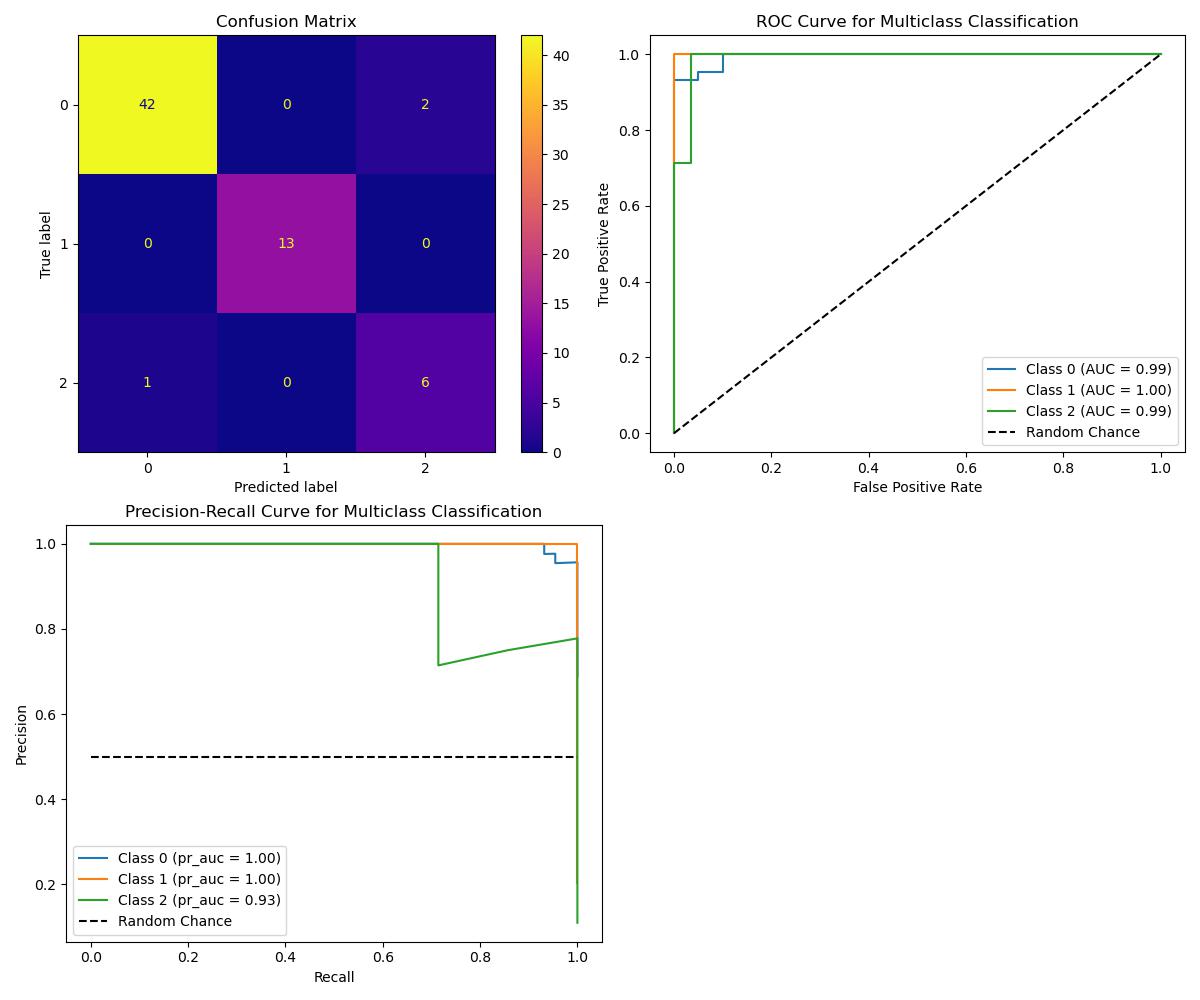 Confusion Matrix
0
42
0
2
1
0
13
0
2
1
0
6
0
1
2
True label
Predicted label
40
35
30
25
20
15
10
5
0
ROC Curve for Multiclass Classification
1.0
0.8
0.6
0.4
0.2
0.0
True Positive Rate
0.0
0.2
0.4
0.6
0.8
1.0
False Positive Rate
Class 0 (AUC = 0.99)
Class 1 (AUC = 1.00)
Class 2 (AUC = 0.99)
Random Chance
Precision-Recall Curve for Multiclass Classification
1.0
0.8
0.6
0.4
0.2
Precision
Class 0 (pr_auc = 1.00)
Class 1 (pr_auc = 1.00)
Class 2 (pr_auc = 0.93)
Random Chance
0.0
0.2
0.4
0.6
0.8
1.0
Recall